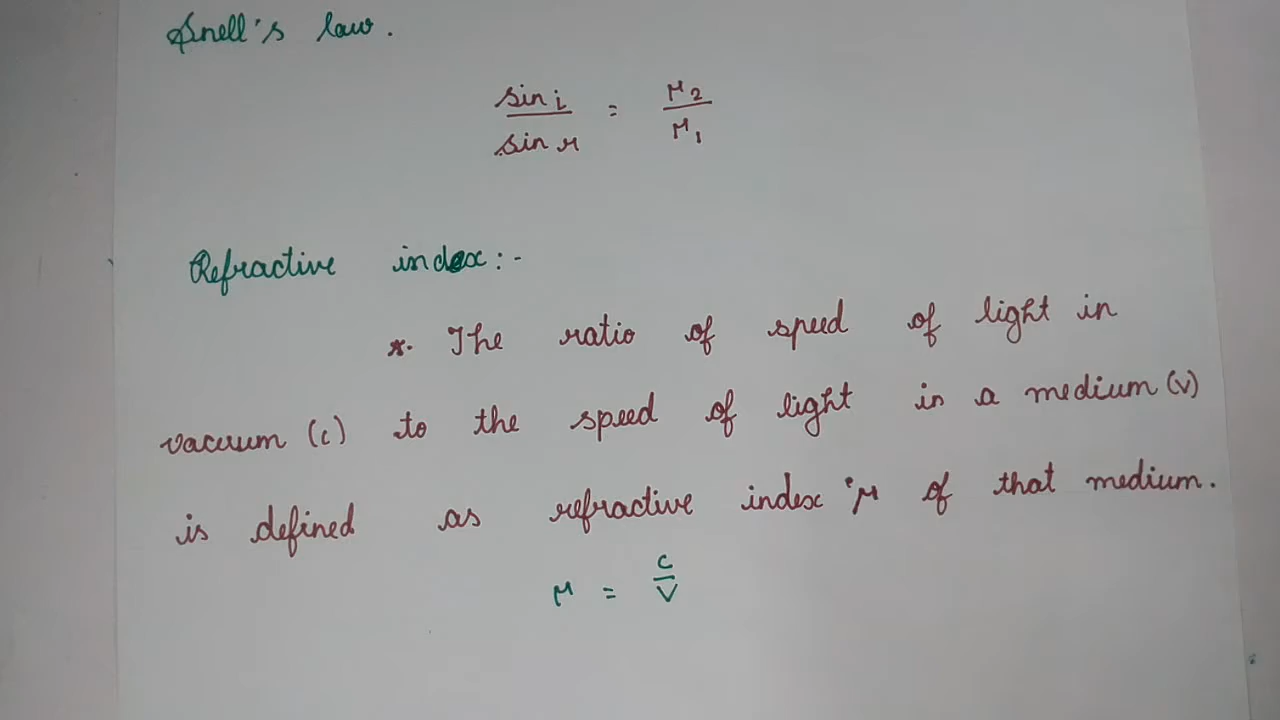 Snell's law.
sin i / sin r = μ2 / μ1
Refractive index:-
*. The ratio of speed of light in
vacuum (c) to the speed of light in a medium (v)
is defined as refractive index 'μ of that medium.
μ = c / v